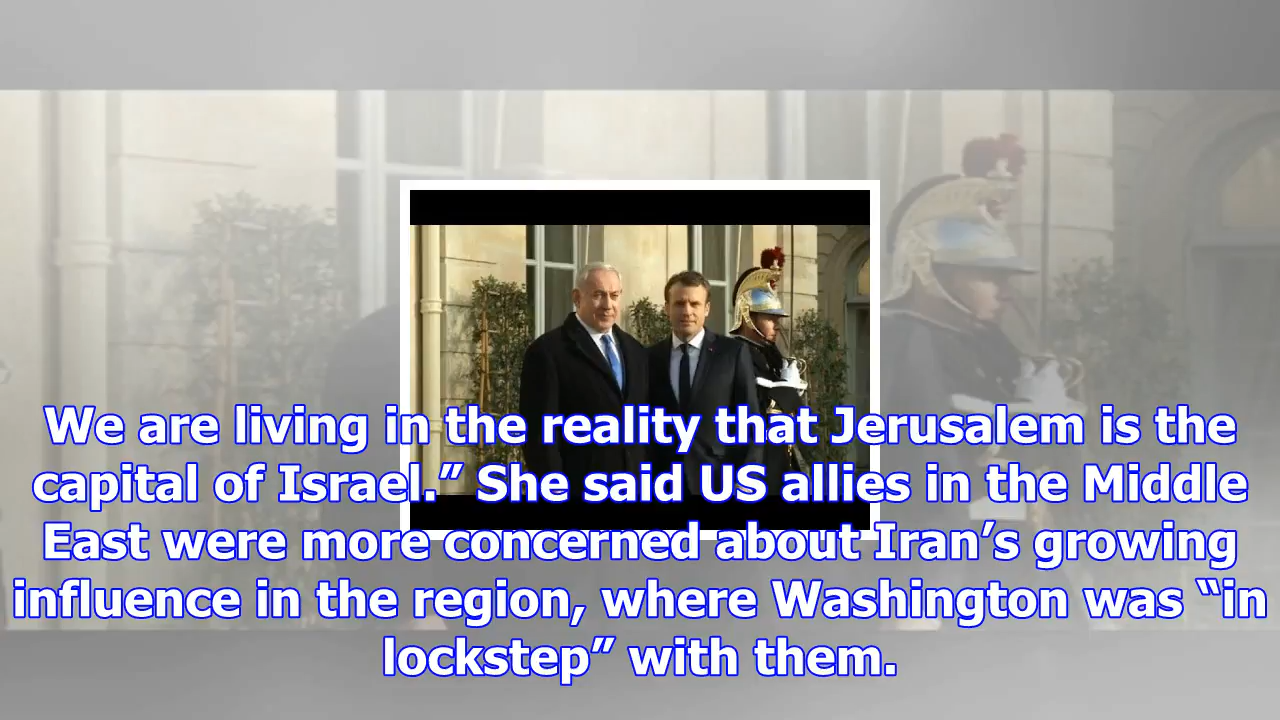 We are living in the reality that Jerusalem is the
capital of Israel.” She said US allies in the Middle
East were more concerned about Iran’s growing
influence in the region, where Washington was “in
lockstep” with them.